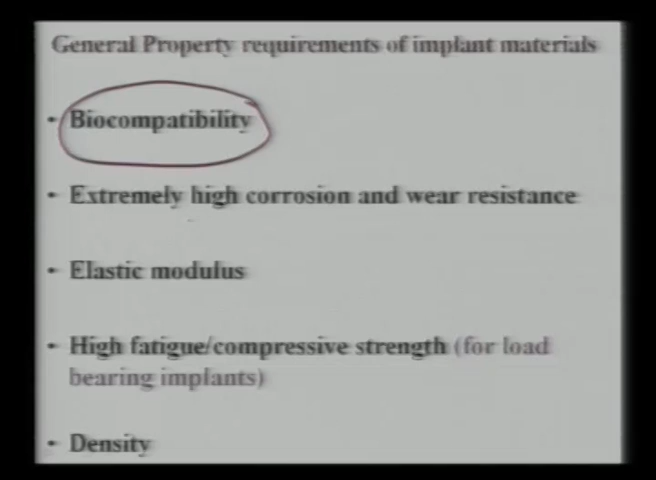 General Property requirements of implant materials
• Biocompatibility
• Extremely high corrosion and wear resistance
• Elastic modulus
• High fatigue/compressive strength (for load
bearing implants)
• Density